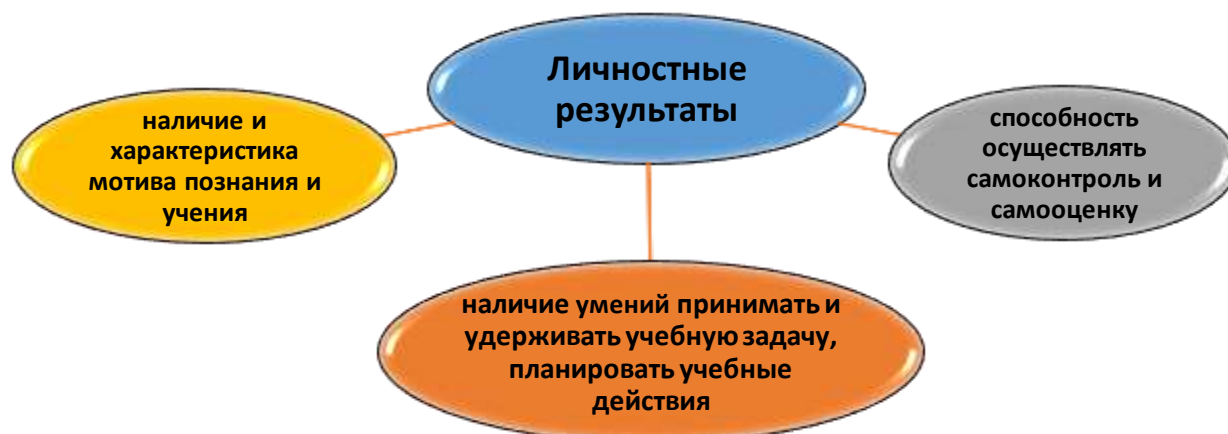 Личностные
результаты
наличие и
характеристика
мотива познания и
учения
способность
осуществлять
самоконтроль и
самооценку
наличие умений принимать и
удерживать учебную задачу,
планировать учебные
действия